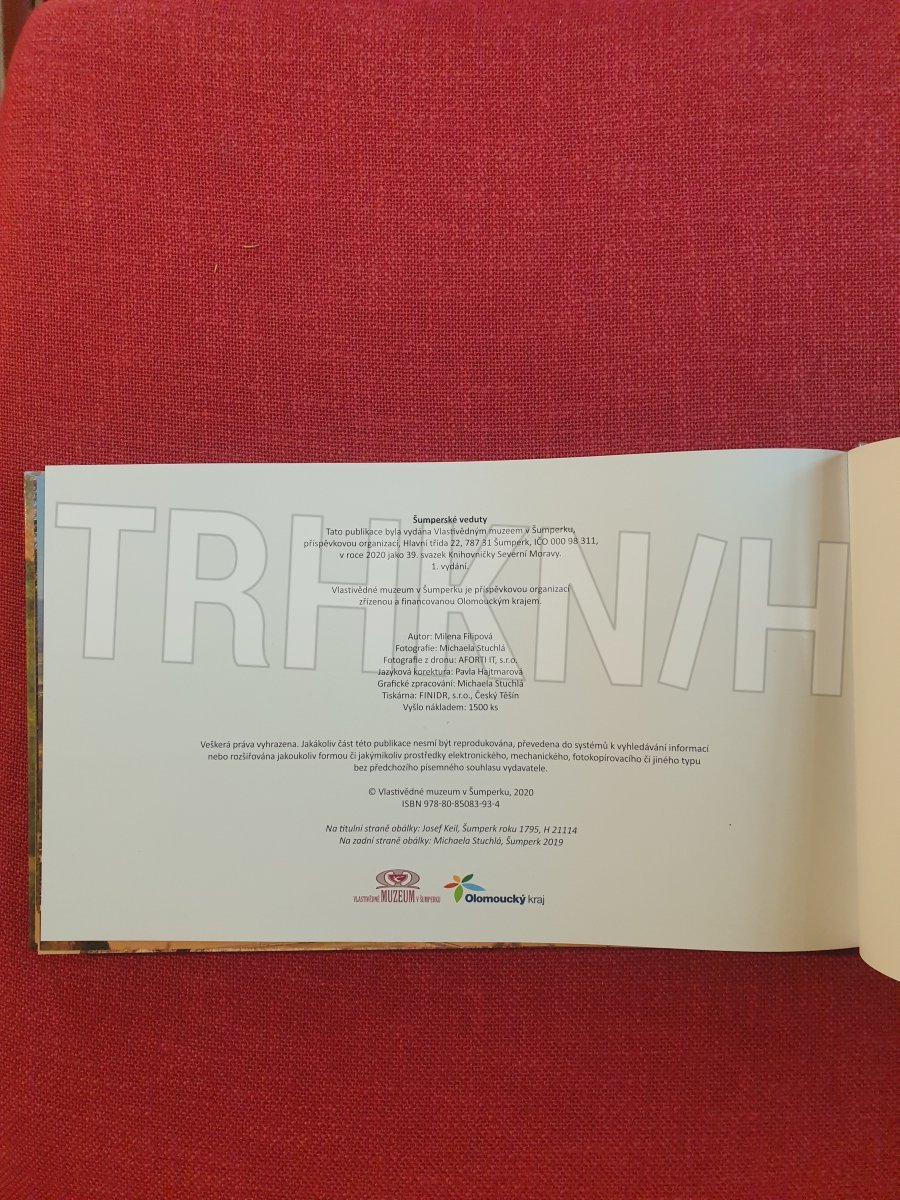 Šumperské veduty
Tato publikace byla vydána Vlastivědným muzeem v Šumperku,
příspěvkovou organizací, Hlavní třída 22, 787 31 Šumperk, IČO 000 98 311,
v roce 2020 jako 39. svazek Knihovničky Severní Moravy.
1. vydání.
Vlastivědné muzeum v Šumperku je příspěvkovou organizací
zřízenou a financovanou Olomouckým krajem.
TRHKN/H
Autor: Milena Filipová
Fotografie: Michaela Stuchlá
Fotografie z dronu: AFORTI IT, s.r.o.
Jazyková korektura: Pavla Hajtmarová
Grafické zpracování: Michaela Stuchlá
Tiskárna: FINIDR, s.r.o., Český Těšín
Vyšlo nákladem: 1500 ks
Veškerá práva vyhrazena. Jakákoliv část této publikace nesmí být reprodukována, převedena do systémů k vyhledávání informací
nebo rozšiřována jakoukoliv formou či jakýmikoliv prostředky elektronického, mechanického, fotokopírovacího či jiného typu
bez předchozího písemného souhlasu vydavatele.
© Vlastivědné muzeum v Šumperku, 2020
ISBN 978-80-85083-93-4
Na titulní straně obálky: Josef Keil, Šumperk roku 1795, H 21114
Na zadní straně obálky: Michaela Stuchlá, Šumperk 2019
VLASTIVĚDNÉ MUZEUM V ŠUMPERKU
Olomoucký kraj